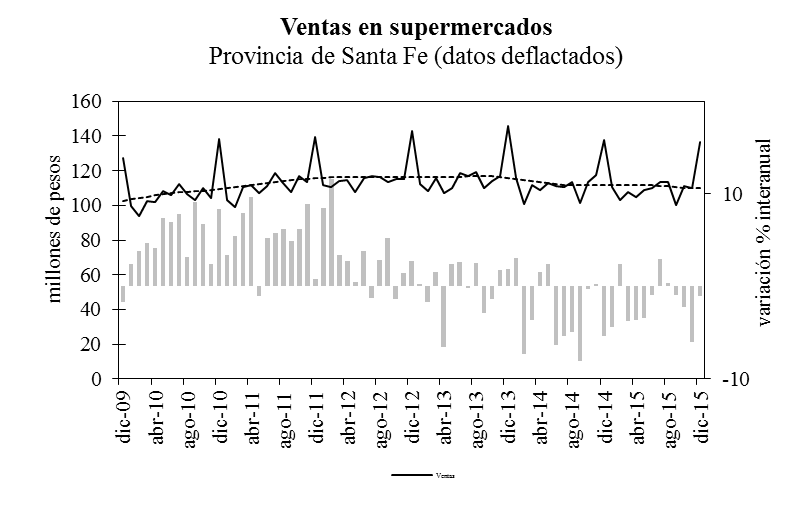 Ventas en supermercados
Provincia de Santa Fe (datos deflactados)
millones de pesos
160
140
120
100
80
60
40
20
0
10
-10
variación % interanual
dic-09
abr-10
ago-10
dic-10
abr-11
ago-11
dic-11
abr-12
ago-12
dic-12
abr-13
ago-13
dic-13
abr-14
ago-14
dic-14
abr-15
ago-15
dic-15
Ventas